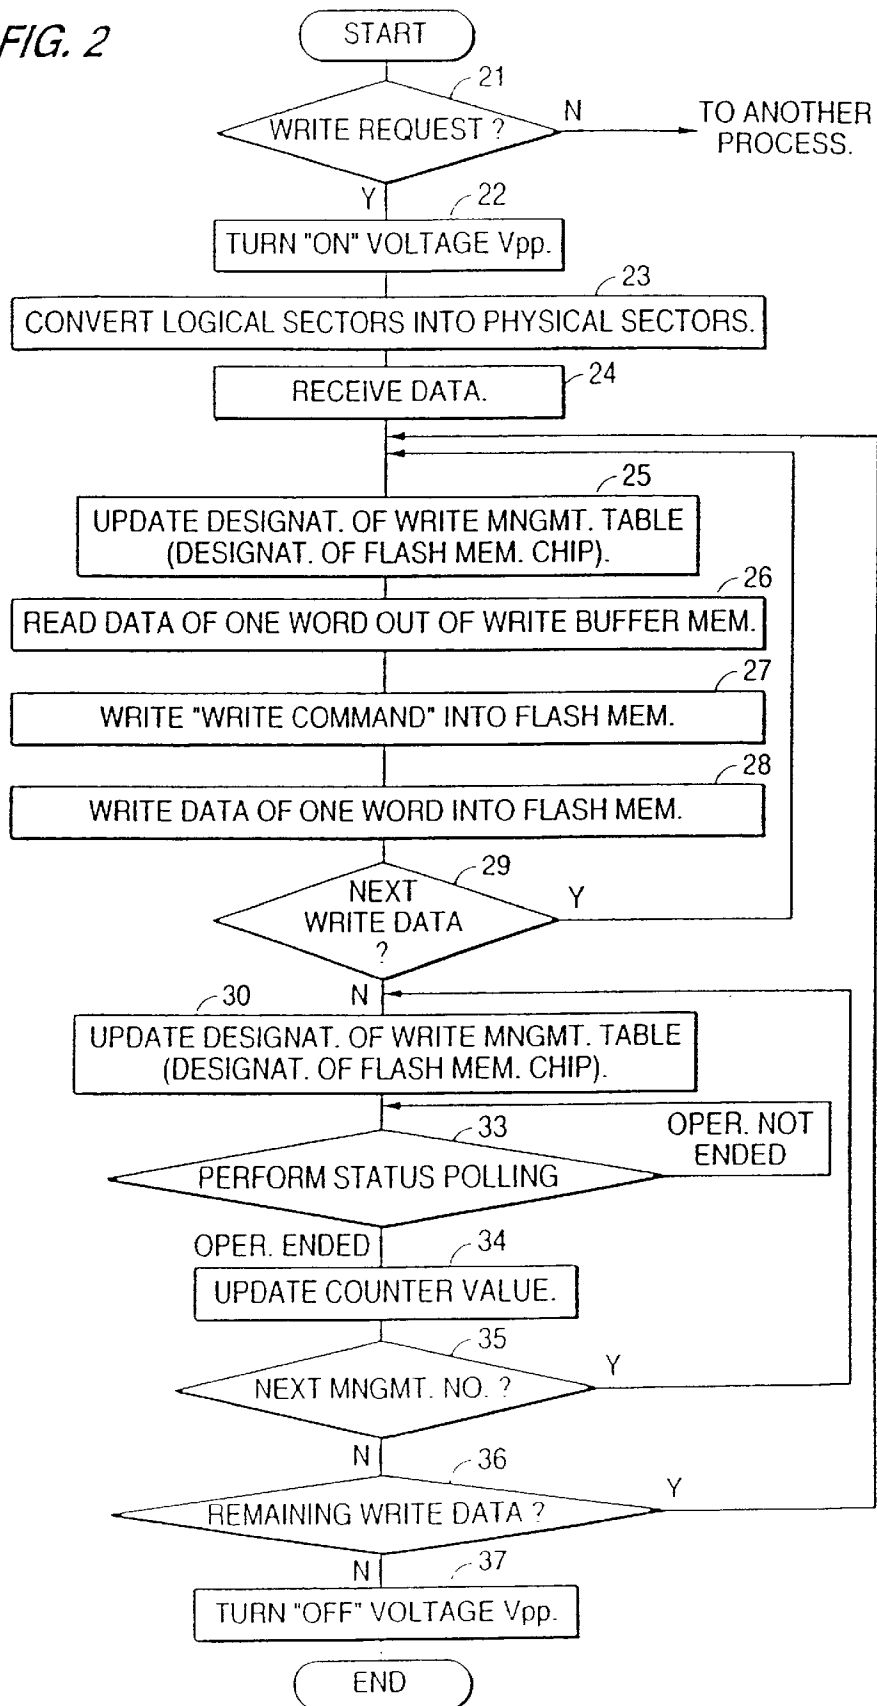 FIG. 2
START
21
WRITE REQUEST ?
N
TO ANOTHER
PROCESS.
Y
22
TURN "ON" VOLTAGE Vpp.
23
CONVERT LOGICAL SECTORS INTO PHYSICAL SECTORS.
24
RECEIVE DATA.
25
UPDATE DESIGNAT. OF WRITE MNGMT. TABLE
(DESIGNAT. OF FLASH MEM. CHIP).
26
READ DATA OF ONE WORD OUT OF WRITE BUFFER MEM.
27
WRITE "WRITE COMMAND" INTO FLASH MEM.
28
WRITE DATA OF ONE WORD INTO FLASH MEM.
29
NEXT
WRITE DATA
?
Y
N
30
UPDATE DESIGNAT. OF WRITE MNGMT. TABLE
(DESIGNAT. OF FLASH MEM. CHIP).
33
OPER. NOT
ENDED
PERFORM STATUS POLLING
OPER. ENDED
34
UPDATE COUNTER VALUE.
35
NEXT MNGMT. NO. ?
Y
N
36
REMAINING WRITE DATA ?
Y
N
37
TURN "OFF" VOLTAGE Vpp.
END